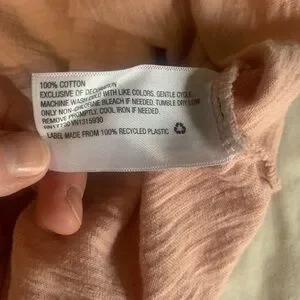 100% COTTON
EXCLUSIVE OF DECORATION
MACHINE WASH COLD WITH LIKE COLORS. GENTLE CYCLE.
ONLY NON-CHLORINE BLEACH IF NEEDED. TUMBLE DRY LOW
REMOVE PROMPTLY. COOL IRON IF NEEDED.
LABEL MADE FROM 100% RECYCLED PLASTIC